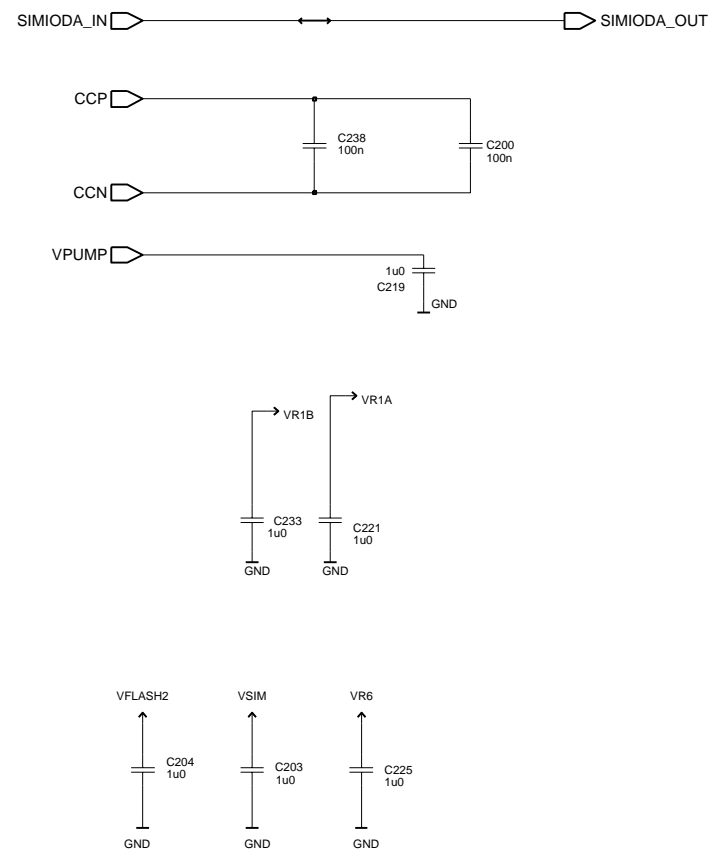 SIMIODA_IN
SIMIODA_OUT
CCP
C238
100n
C200
100n
CCN
VPUMP
1u0
C219
GND
VR1B
VR1A
C233
1u0
C221
1u0
GND
GND
VFLASH2
VSIM
VR6
C204
1u0
C203
1u0
C225
1u0
GND
GND
GND